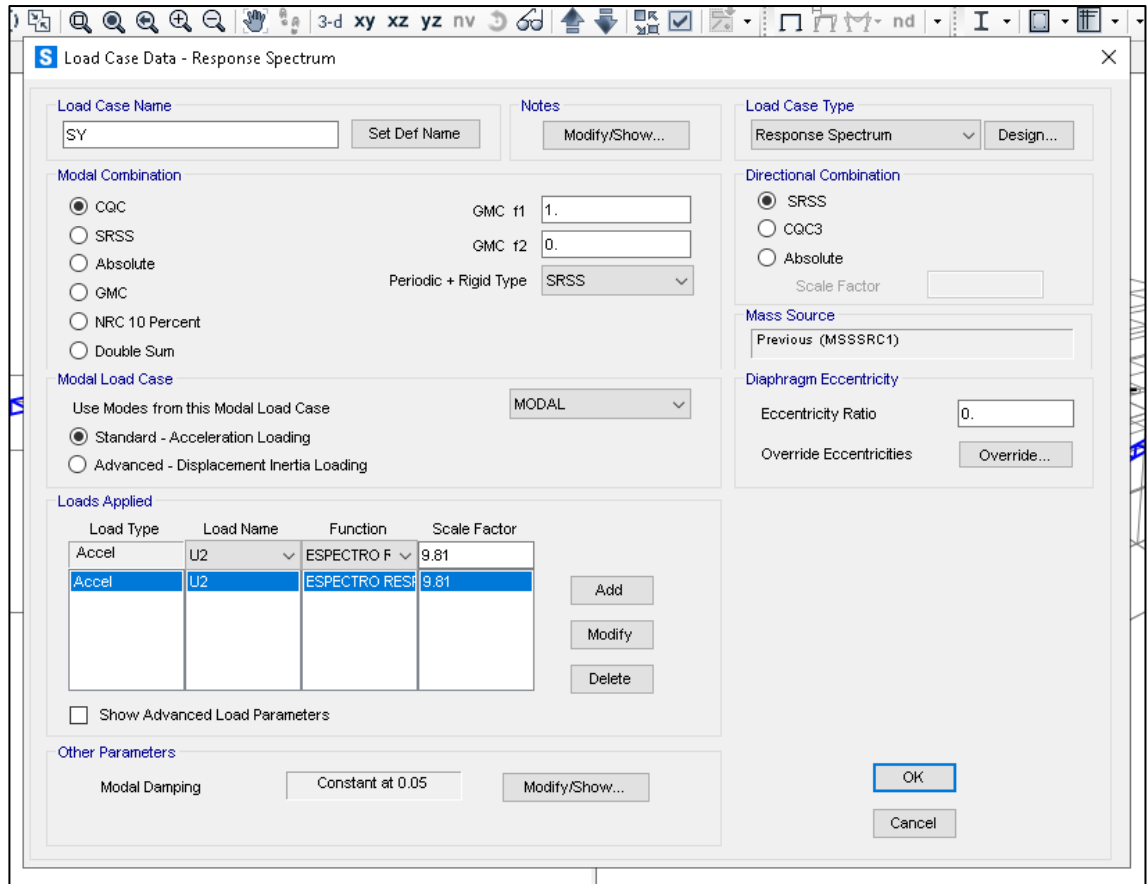 3-d xy xz yz nv nd
S Load Case Data - Response Spectrum
Load Case Name
SY
Set Def Name
Notes
Modify/Show...
Load Case Type
Response Spectrum
Design...
Modal Combination
CQC
SRSS
Absolute
GMC
NRC 10 Percent
Double Sum
GMC f1
1.
GMC f2
0.
Periodic + Rigid Type
SRSS
Directional Combination
SRSS
CQC3
Absolute
Scale Factor
Mass Source
Previous (MSSSRC1)
Modal Load Case
Use Modes from this Modal Load Case
MODAL
Standard - Acceleration Loading
Advanced - Displacement Inertia Loading
Diaphragm Eccentricity
Eccentricity Ratio
0.
Override Eccentricities
Override...
Loads Applied
Load Type Load Name Function Scale Factor
Accel U2 ESPECTRO R 9.81
Accel U2 ESPECTRO RESP 9.81
Add
Modify
Delete
Show Advanced Load Parameters
Other Parameters
Modal Damping
Constant at 0.05
Modify/Show...
OK
Cancel